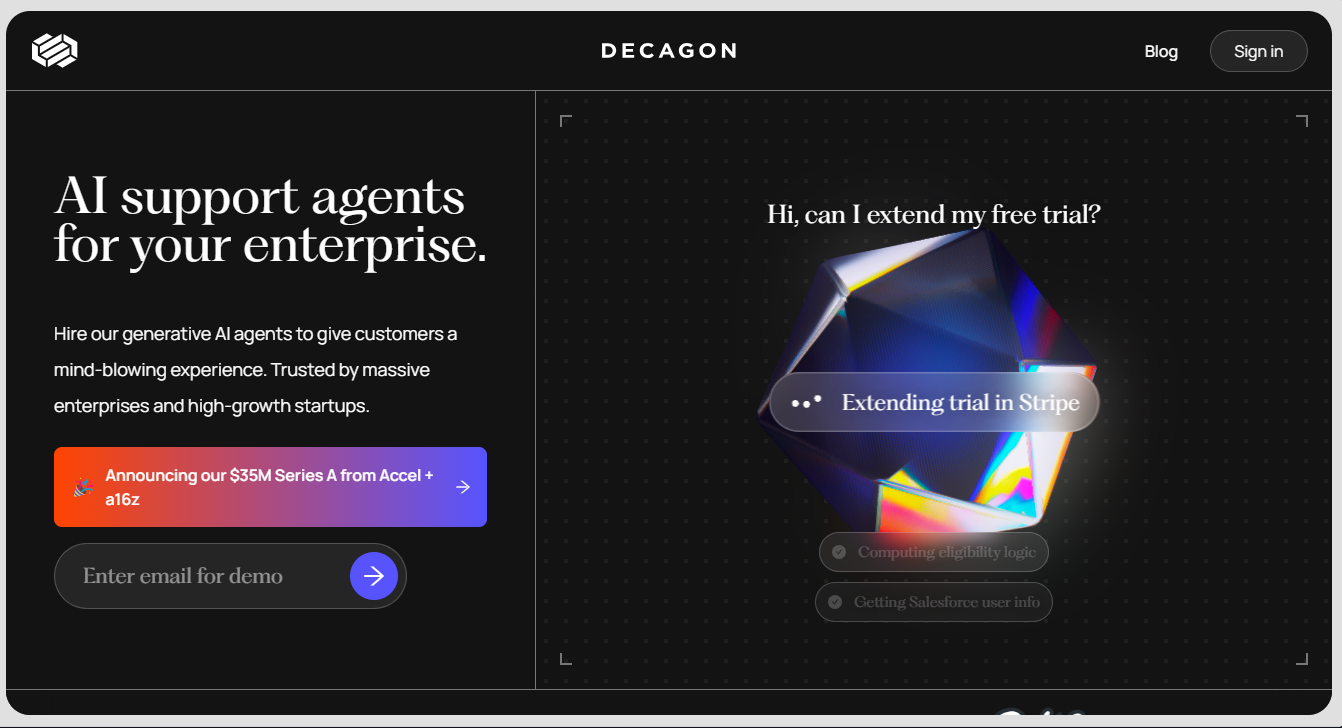 DECAGON
Blog
Sign in
AI support agents
for your enterprise.
Hire our generative AI agents to give customers a
mind-blowing experience. Trusted by massive
enterprises and high-growth startups.
Announcing our $35M Series A from Accel +
a16z
Enter email for demo
Hi, can I extend my free trial?
Extending trial in Stripe
Computing eligibility logic
Getting Salesforce user info